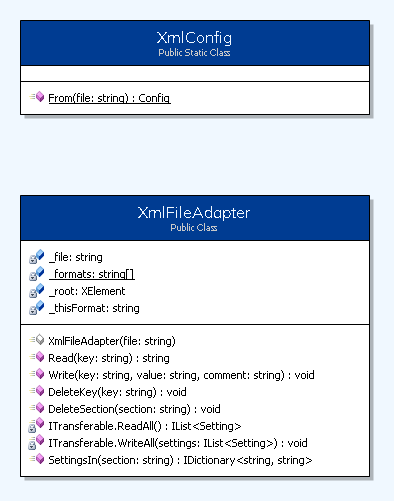 XmlConfig
Public Static Class
From(file: string) : Config
XmlFileAdapter
Public Class
_file: string
_formats: string[]
_root: XElement
_thisFormat: string
XmlFileAdapter(file: string)
Read(key: string) : string
Write(key: string, value: string, comment: string) : void
DeleteKey(key: string) : void
DeleteSection(section: string) : void
ITransferable.ReadAll() : IList<Setting>
ITransferable.WriteAll(settings: IList<Setting>) : void
SettingsIn(section: string) : IDictionary<string, string>